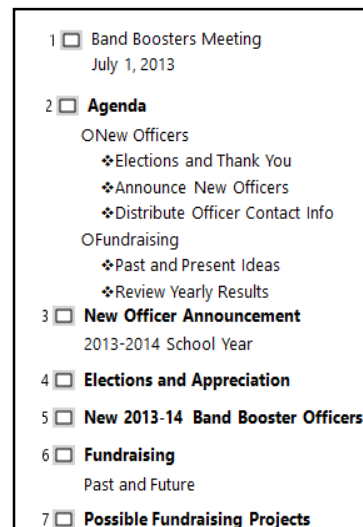 1 Band Boosters Meeting
July 1, 2013
2 Agenda
○New Officers
❖Elections and Thank You
❖Announce New Officers
❖Distribute Officer Contact Info
○Fundraising
❖Past and Present Ideas
❖Review Yearly Results
3 New Officer Announcement
2013-2014 School Year
4 Elections and Appreciation
5 New 2013-14 Band Booster Officers
6 Fundraising
Past and Future
7 Possible Fundraising Projects